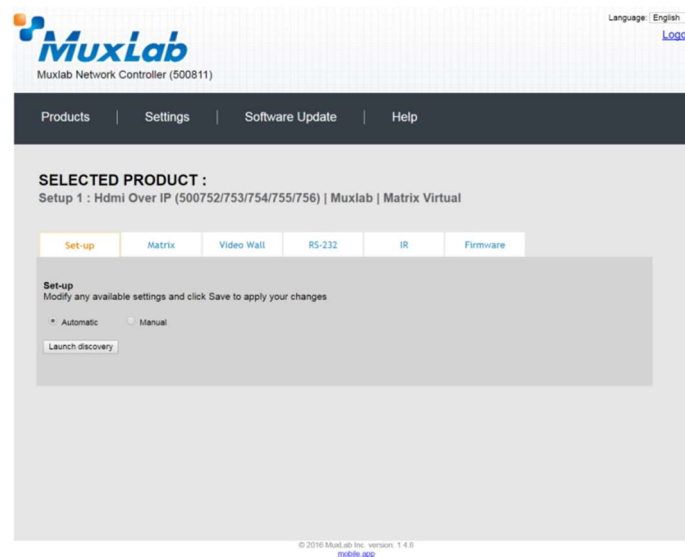 Language: English
Logo
MuxLab
Muxlab Network Controller (500811)
Products | Settings | Software Update | Help
SELECTED PRODUCT :
Setup 1 : Hdmi Over IP (500752/753/754/755/756) | Muxlab | Matrix Virtual
Set-up Matrix Video Wall RS-232 IR Firmware
Set-up
Modify any available settings and click Save to apply your changes
Automatic Manual
Launch discovery
© 2016 MuxLab Inc. version: 1.4.8
mobile app